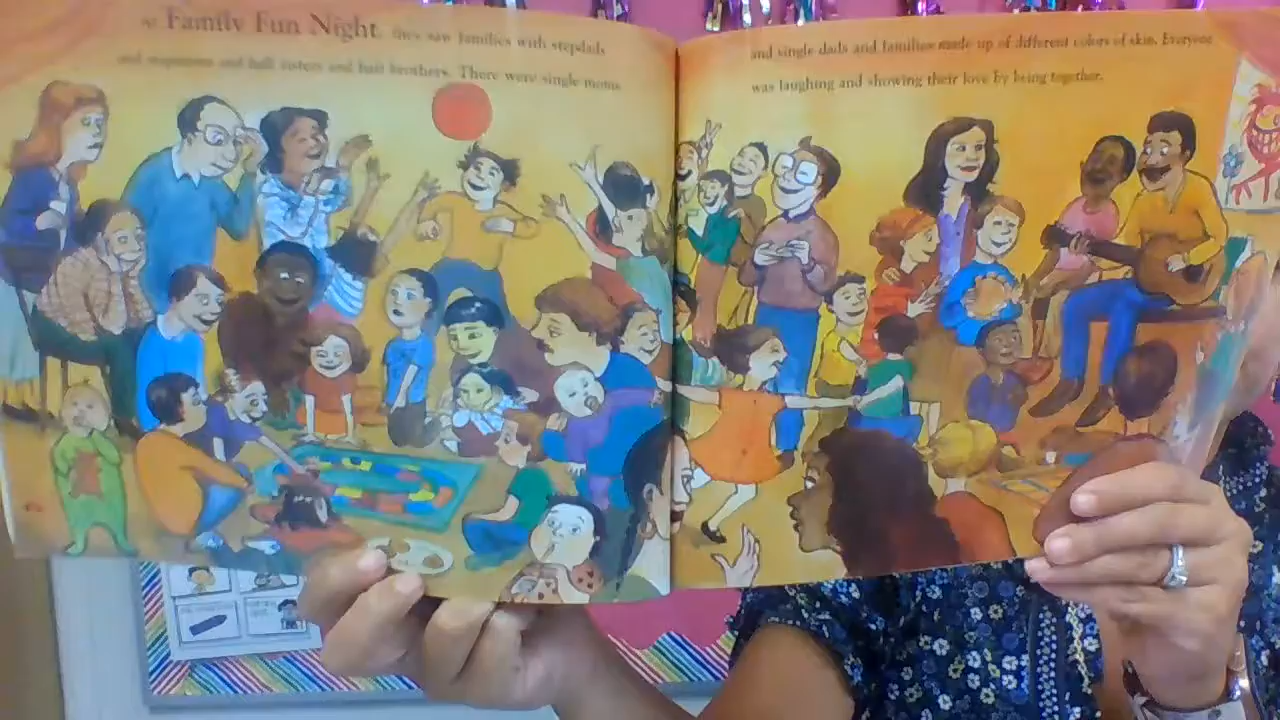 At Family Fun Night, they saw families with stepdads
and stepmoms and half sisters and half brothers. There were single moms
and single dads and families made up of different colors of skin. Everyone
was laughing and showing their love by being together.